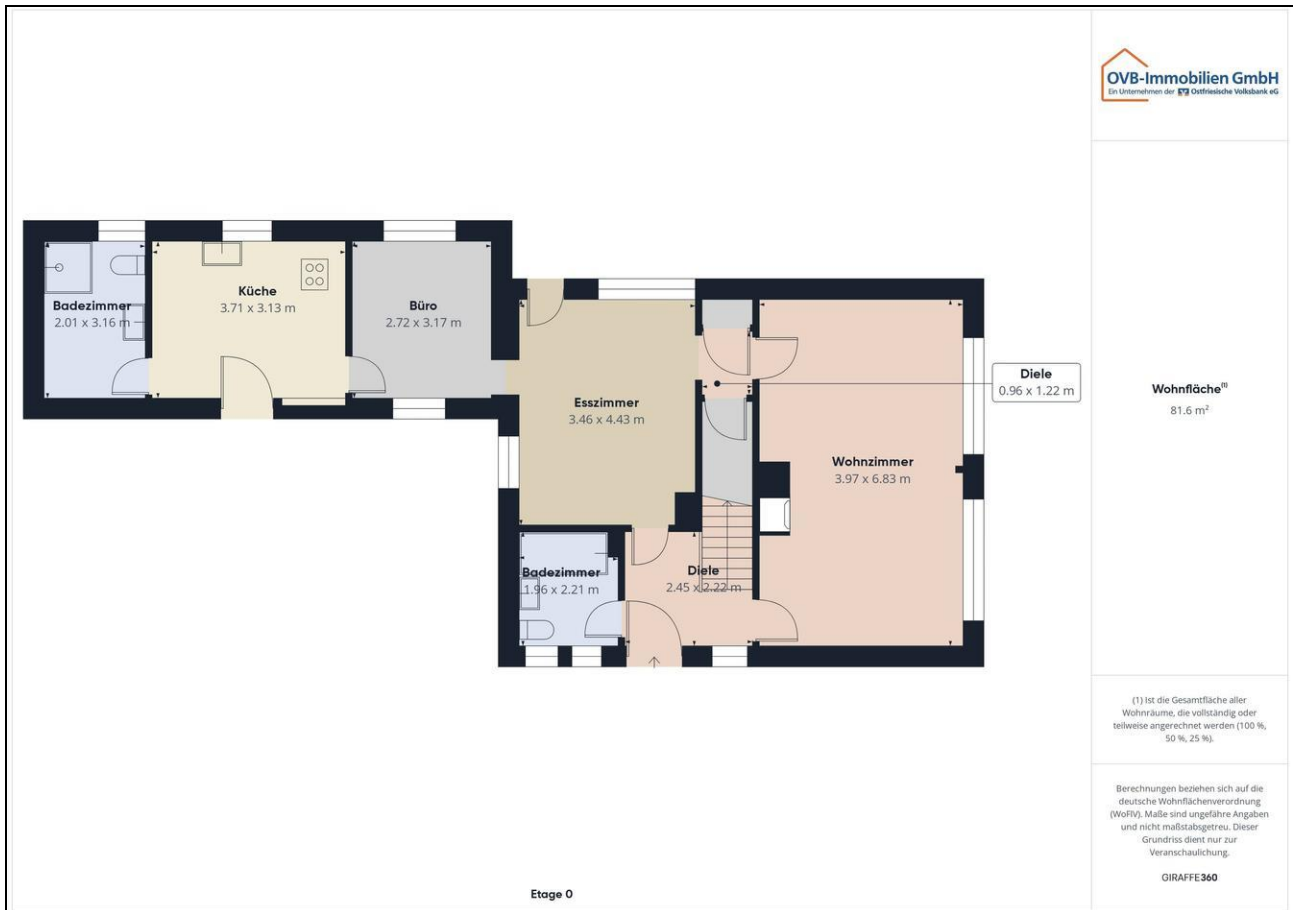 OVB-Immobilien GmbH
Ein Unternehmen der Ostfriesische Volksbank eG
Badezimmer
2.01 x 3.16 m
Küche
3.71 x 3.13 m
Büro
2.72 x 3.17 m
Esszimmer
3.46 x 4.43 m
Diele
0.96 x 1.22 m
Wohnzimmer
3.97 x 6.83 m
Badezimmer
1.96 x 2.21 m
Diele
2.45 x 2.22 m
Wohnfläche(1)
81.6 m²
(1) Ist die Gesamtfläche aller
Wohnräume, die vollständig oder
teilweise angerechnet werden (100 %,
50 %, 25 %).
Berechnungen beziehen sich auf die
deutsche Wohnflächenverordnung
(WoFlV). Maße sind ungefähre Angaben
und nicht maßstabsgetreu. Dieser
Grundriss dient nur zur
Veranschaulichung.
GIRAFFE360
Etage 0